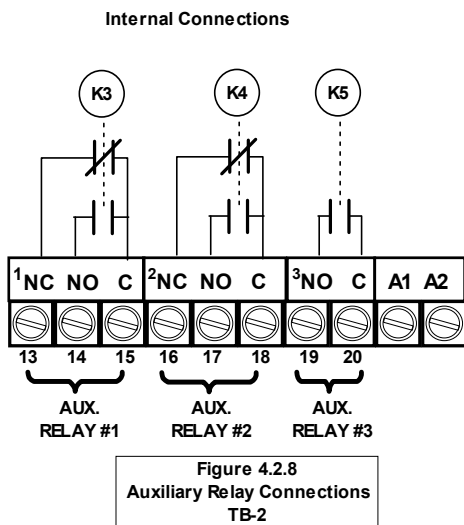 Internal Connections
K3 K4 K5
1NC NO C 2NC NO C 3NO C A1 A2
13 14 15 16 17 18 19 20
AUX. AUX. AUX.
RELAY #1 RELAY #2 RELAY #3
Figure 4.2.8
Auxiliary Relay Connections
TB-2